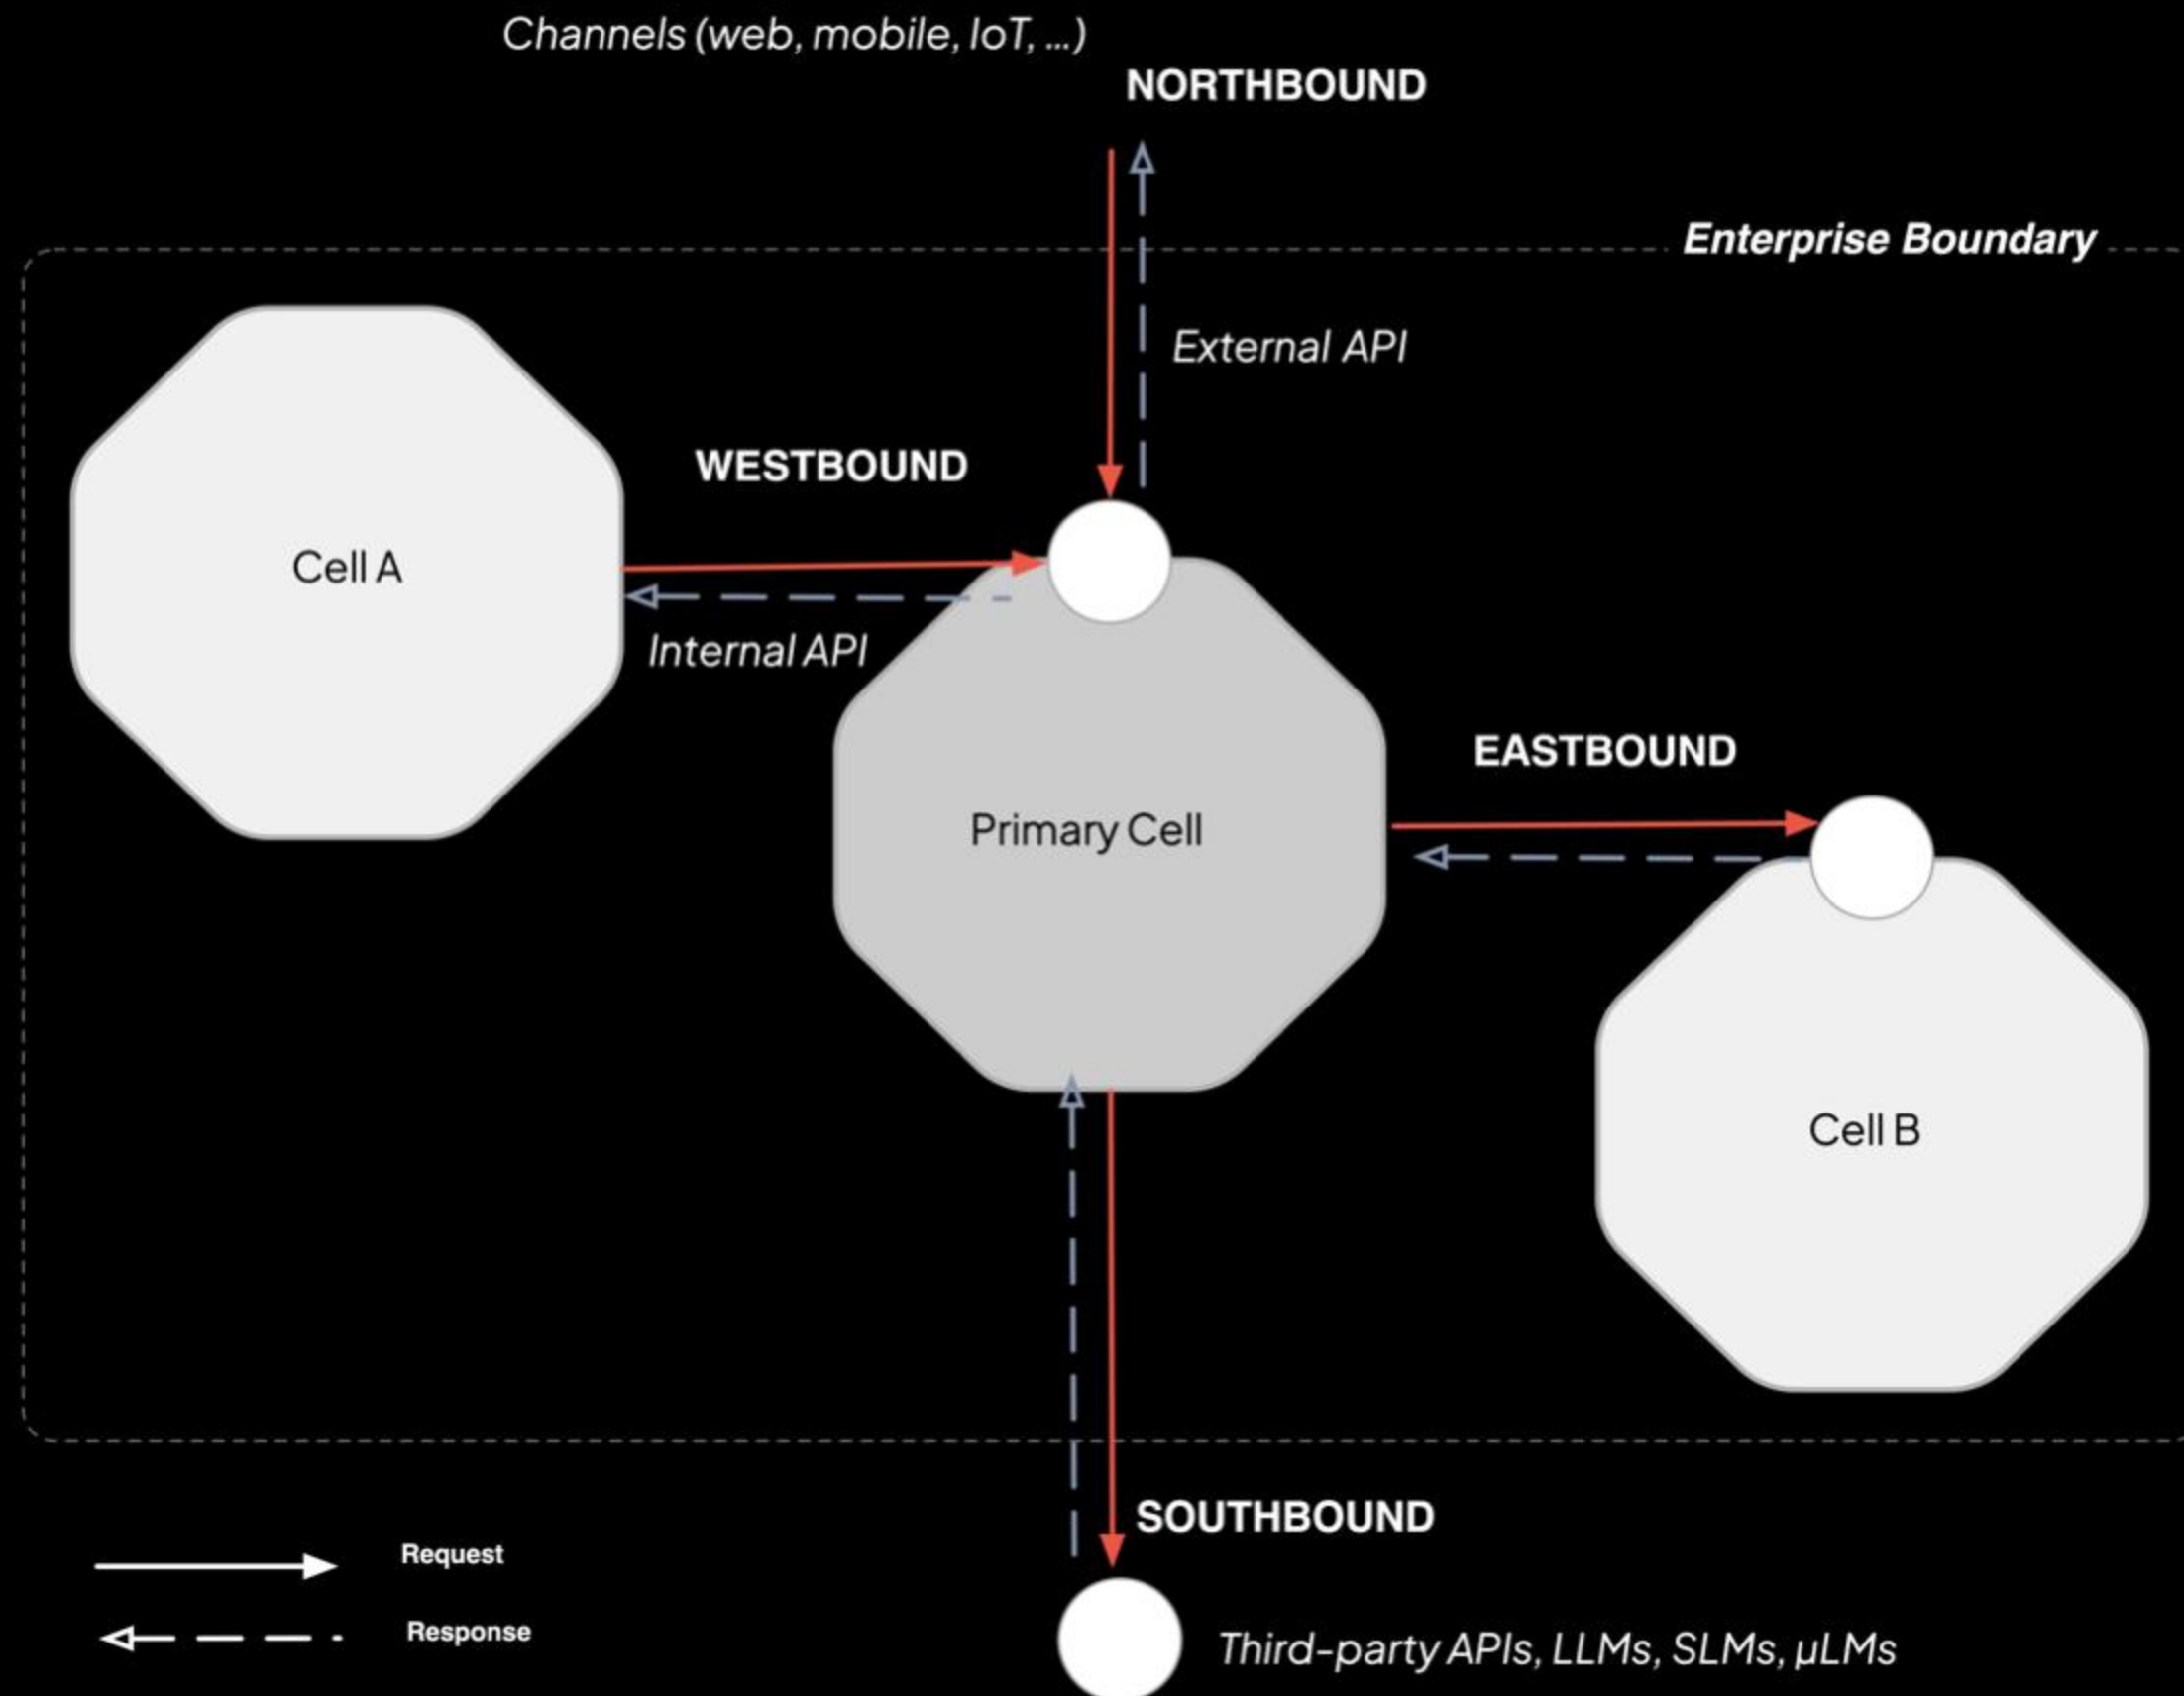 Channels (web, mobile, IoT, ...)
NORTHBOUND
Enterprise Boundary
External API
WESTBOUND
Cell A
Internal API
EASTBOUND
Primary Cell
Cell B
SOUTHBOUND
Request
Response
Third-party APIs, LLMs, SLMs, µLMs